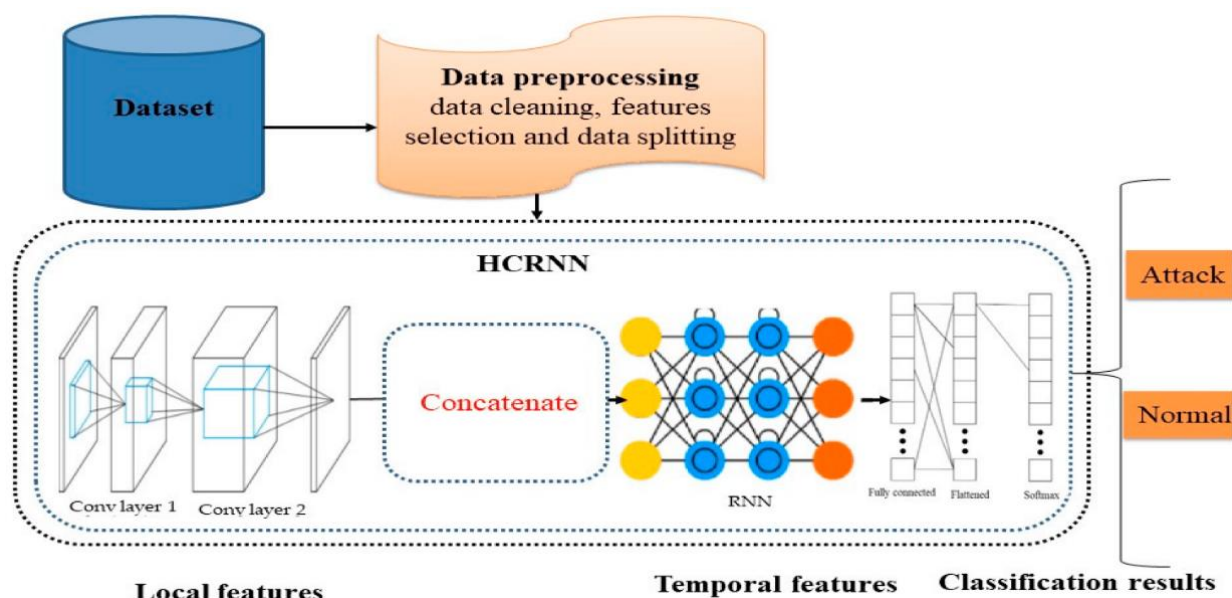 Dataset
Data preprocessing
data cleaning, features
selection and data splitting
HCRNN
Conv layer 1
Conv layer 2
Concatenate
RNN
Fully connected
Flattened
Softmax
Attack
Normal
Local features
Temporal features
Classification results